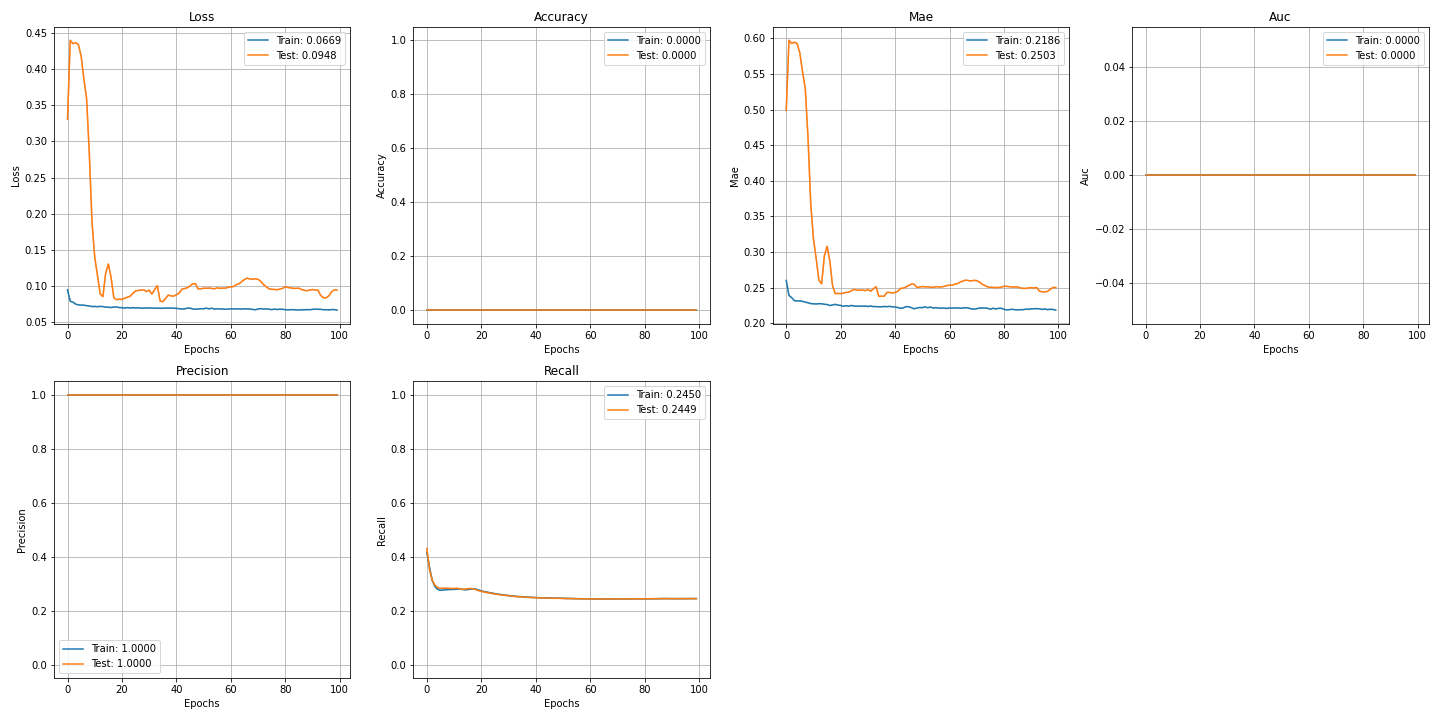 Loss
Train: 0.0669
Test: 0.0948
0.45
0.40
0.35
0.30
0.25
0.20
0.15
0.10
0.05
Loss
0 20 40 60 80 100
Epochs
Accuracy
Train: 0.0000
Test: 0.0000
1.0
0.8
0.6
0.4
0.2
0.0
Accuracy
0 20 40 60 80 100
Epochs
Mae
Train: 0.2186
Test: 0.2503
0.60
0.55
0.50
0.45
0.40
0.35
0.30
0.25
0.20
Mae
0 20 40 60 80 100
Epochs
Auc
Train: 0.0000
Test: 0.0000
0.04
0.02
0.00
−0.02
−0.04
Auc
0 20 40 60 80 100
Epochs
Precision
1.0
0.8
0.6
0.4
0.2
0.0
Precision
Train: 1.0000
Test: 1.0000
0 20 40 60 80 100
Epochs
Recall
Train: 0.2450
Test: 0.2449
1.0
0.8
0.6
0.4
0.2
0.0
Recall
0 20 40 60 80 100
Epochs